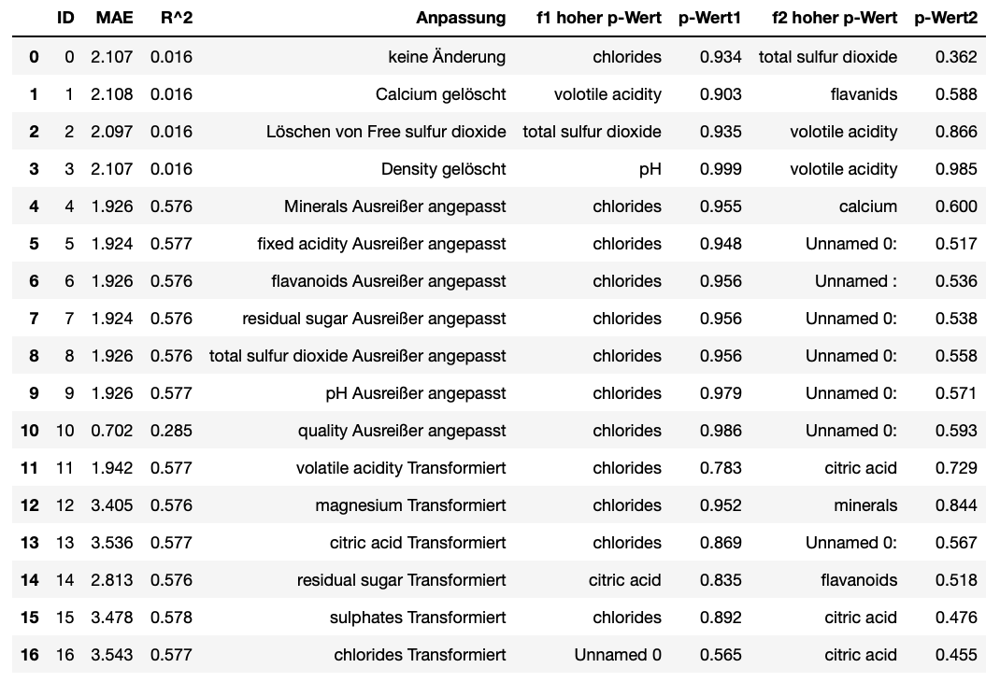 ID MAE R^2 Anpassung f1 hoher p-Wert p-Wert1 f2 hoher p-Wert p-Wert2
0 0 2.107 0.016 keine Änderung chlorides 0.934 total sulfur dioxide 0.362
1 1 2.108 0.016 Calcium gelöscht volotile acidity 0.903 flavanids 0.588
2 2 2.097 0.016 Löschen von Free sulfur dioxide total sulfur dioxide 0.935 volotile acidity 0.866
3 3 2.107 0.016 Density gelöscht pH 0.999 volotile acidity 0.985
4 4 1.926 0.576 Minerals Ausreißer angepasst chlorides 0.955 calcium 0.600
5 5 1.924 0.577 fixed acidity Ausreißer angepasst chlorides 0.948 Unnamed 0: 0.517
6 6 1.926 0.576 flavanoids Ausreißer angepasst chlorides 0.956 Unnamed : 0.536
7 7 1.924 0.576 residual sugar Ausreißer angepasst chlorides 0.956 Unnamed 0: 0.538
8 8 1.926 0.576 total sulfur dioxide Ausreißer angepasst chlorides 0.956 Unnamed 0: 0.558
9 9 1.926 0.577 pH Ausreißer angepasst chlorides 0.979 Unnamed 0: 0.571
10 10 0.702 0.285 quality Ausreißer angepasst chlorides 0.986 Unnamed 0: 0.593
11 11 1.942 0.577 volatile acidity Transformiert chlorides 0.783 citric acid 0.729
12 12 3.405 0.576 magnesium Transformiert chlorides 0.952 minerals 0.844
13 13 3.536 0.577 citric acid Transformiert chlorides 0.869 Unnamed 0: 0.567
14 14 2.813 0.576 residual sugar Transformiert citric acid 0.835 flavanoids 0.518
15 15 3.478 0.578 sulphates Transformiert chlorides 0.892 citric acid 0.476
16 16 3.543 0.577 chlorides Transformiert Unnamed 0 0.565 citric acid 0.455